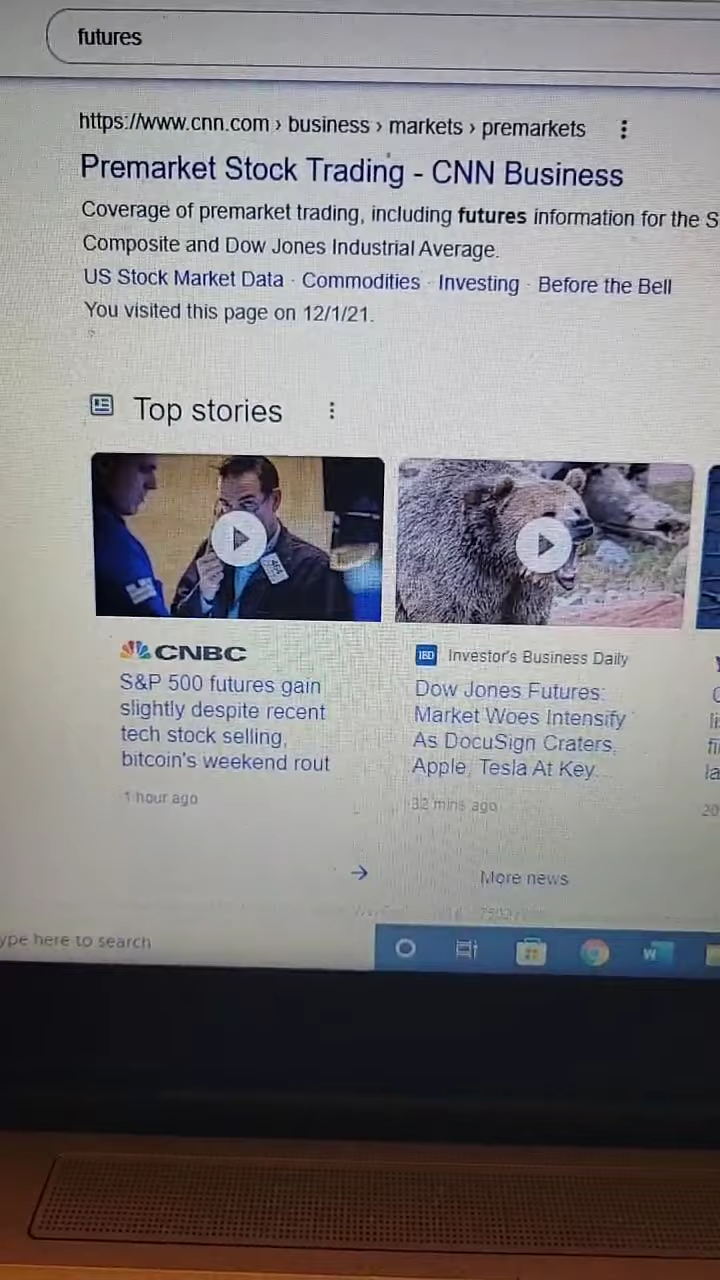 futures
https://www.cnn.com › business › markets › premarkets
Premarket Stock Trading - CNN Business
Coverage of premarket trading, including futures information for the S
Composite and Dow Jones Industrial Average.
US Stock Market Data · Commodities · Investing · Before the Bell
You visited this page on 12/1/21.
Top stories
CNBC
S&P 500 futures gain
slightly despite recent
tech stock selling,
bitcoin's weekend rout
1 hour ago
IBD Investor's Business Daily
Dow Jones Futures:
Market Woes Intensify
As DocuSign Craters,
Apple, Tesla At Key...
32 mins ago
20
More news
ype here to search
W